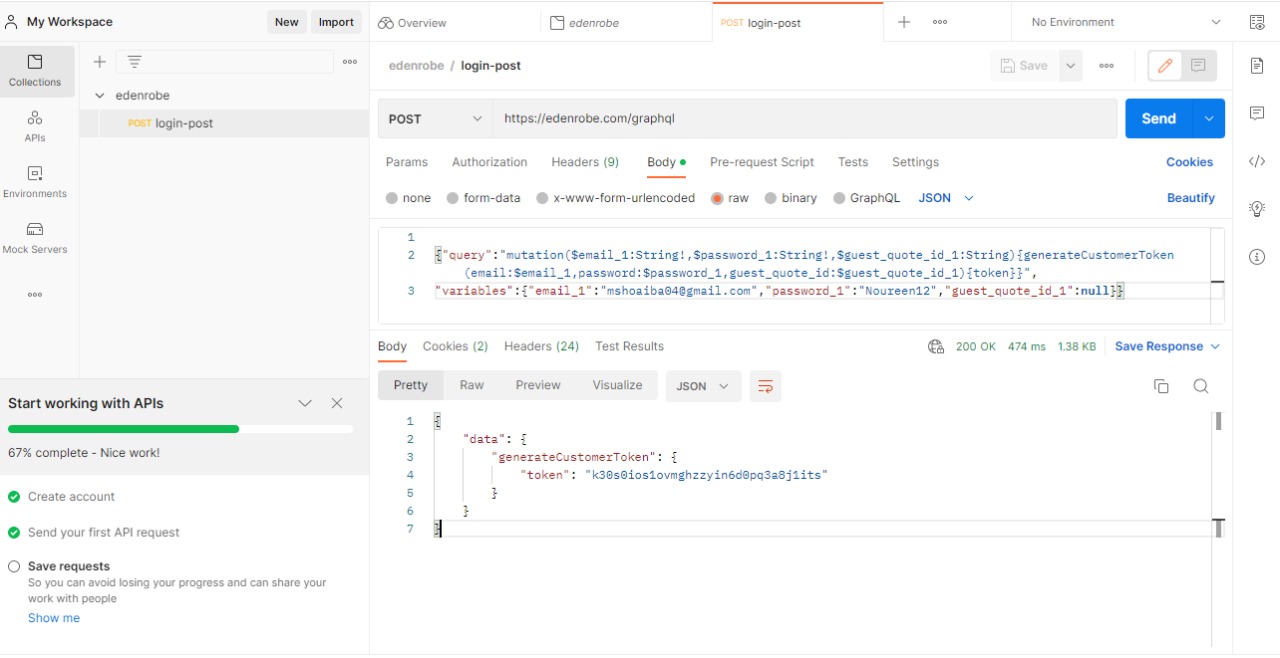 My Workspace
New
Import
Overview
edenrobe
POST login-post
No Environment
Collections
APIs
Environments
Mock Servers
edenrobe
POST login-post
edenrobe / login-post
Save
POST
https://edenrobe.com/graphql
Send
Params
Authorization
Headers (9)
Body
Pre-request Script
Tests
Settings
Cookies
none
form-data
x-www-form-urlencoded
raw
binary
GraphQL
JSON
Beautify
1
2 {"query":"mutation($email_1:String!,$password_1:String!,$guest_quote_id_1:String){generateCustomerToken
(email:$email_1,password:$password_1,guest_quote_id:$guest_quote_id_1){token}}",
3 "variables":{"email_1":"mshoaiba04@gmail.com","password_1":"Noureen12","guest_quote_id_1":null}}
Body
Cookies (2)
Headers (24)
Test Results
200 OK
474 ms
1.38 KB
Save Response
Pretty
Raw
Preview
Visualize
JSON
1 {
2 "data": {
3 "generateCustomerToken": {
4 "token": "k30s0ios1ovmghzzyin6d0pq3a8j1its"
5 }
6 }
7 }
Start working with APIs
67% complete - Nice work!
Create account
Send your first API request
Save requests
So you can avoid losing your progress and can share your
work with people
Show me